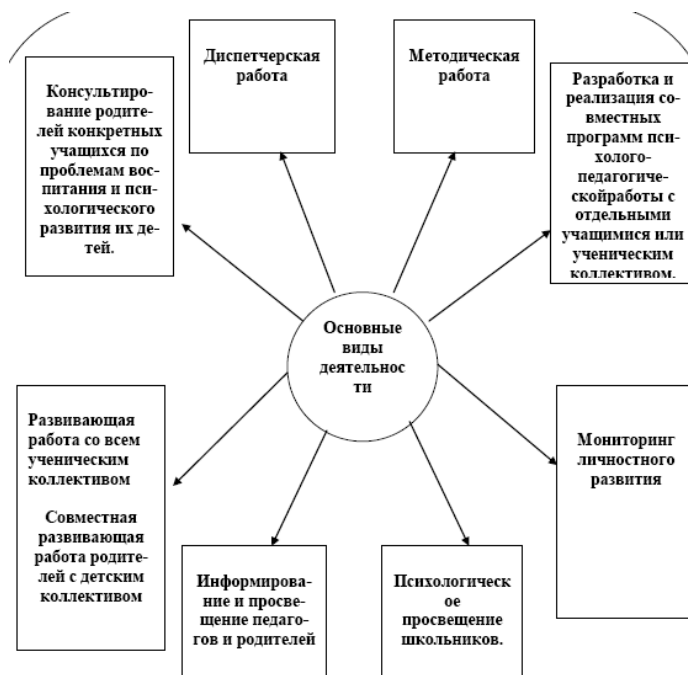 Диспетчерская
работа
Методическая
работа
Консультиро-
вание родите-
лей конкретных
учащихся по
проблемам вос-
питания и пси-
хологического
развития их де-
тей.
Разработка и
реализация со-
вместных
программ пси-
холого-
педагогиче-
скойработы с
отдельными
учащимися или
ученическим
коллективом.
Основные
виды
деятельнос
ти
Развивающая
работа со всем
ученическим
коллективом
Совместная
развивающая
работа родите-
лей с детским
коллективом
Мониторинг
личностного
развития
Информирова-
ние и просве-
щение педаго-
гов и родителей
Психологическ
ое
просвещение
школьников.